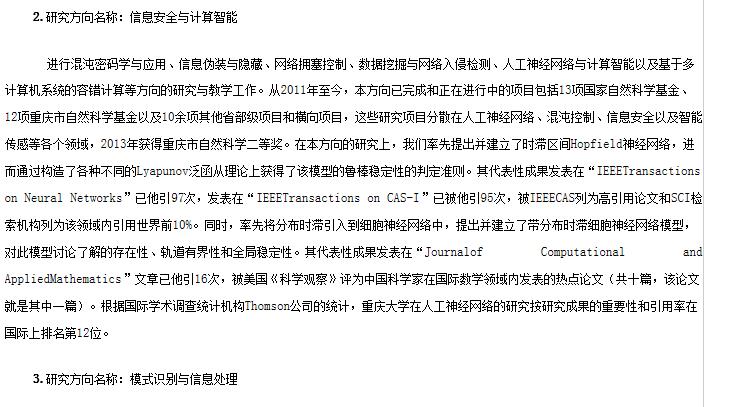 2. 研究方向名称：信息安全与计算智能
进行混沌密码学与应用、信息伪装与隐藏、网络拥塞控制、数据挖掘与网络入侵检测、人工神经网络与计算智能以及基于多
计算机系统的容错计算等方向的研究与教学工作。从2011年至今，本方向已完成和正在进行中的项目包括13项国家自然科学基金、
12项重庆市自然科学基金以及10余项其他省部级项目和横向项目，这些研究项目分散在人工神经网络、混沌控制、信息安全以及智能
传感等各个领域，2013年获得重庆市自然科学二等奖。在本方向的研究上，我们率先提出并建立了时滞区间Hopfield神经网络，进
而通过构造了各种不同的Lyapunov泛函从理论上获得了该模型的鲁棒稳定性的判定准则。其代表性成果发表在“IEEETransactions
on Neural Networks”已他引97次，发表在“IEEETransactions on CAS-I”已被他引95次，被IEEECAS列为高引用论文和SCI检
索机构列为该领域内引用世界前10%。同时，率先将分布时滞引入到细胞神经网络中，提出并建立了带分布时滞细胞神经网络模型，
对此模型讨论了解的存在性、轨道有界性和全局稳定性。其代表性成果发表在“Journalof Computational and
AppliedMathematics”文章已他引16次，被美国《科学观察》评为中国科学家在国际数学领域内发表的热点论文（共十篇，该论文
就是其中一篇）。根据国际学术调查统计机构Thomson公司的统计，重庆大学在人工神经网络的研究按研究成果的重要性和引用率在
国际上排名第12位。
3. 研究方向名称：模式识别与信息处理